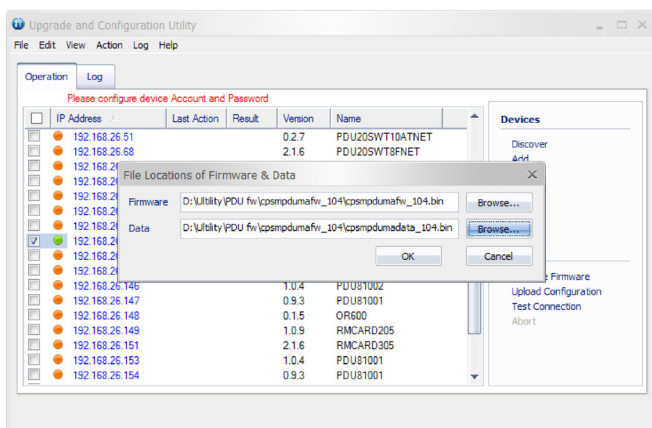 Upgrade and Configuration Utility
File Edit View Action Log Help
Operation Log
Please configure device Account and Password
IP Address Last Action Result Version Name
192.168.26.51 0.2.7 PDU20SWT10ATNET
192.168.26.68 2.1.6 PDU20SWT8FNET
Devices
Discover
Add
File Locations of Firmware & Data
Firmware D:\Ultility\PDU fw\cpsmpdumafw_104\cpsmpdumafw_104.bin Browse...
Data D:\Ultility\PDU fw\cpsmpdumafw_104\cpsmpdumadata_104.bin Browse...
OK Cancel
192.168.26.146 1.0.4 PDU81002
192.168.26.147 0.9.3 PDU81001
192.168.26.148 0.1.5 OR600
192.168.26.149 1.0.9 RMCARD205
192.168.26.151 2.1.6 RMCARD305
192.168.26.153 1.0.4 PDU81001
192.168.26.154 0.9.3 PDU81001
Firmware
Upload Configuration
Test Connection
Abort